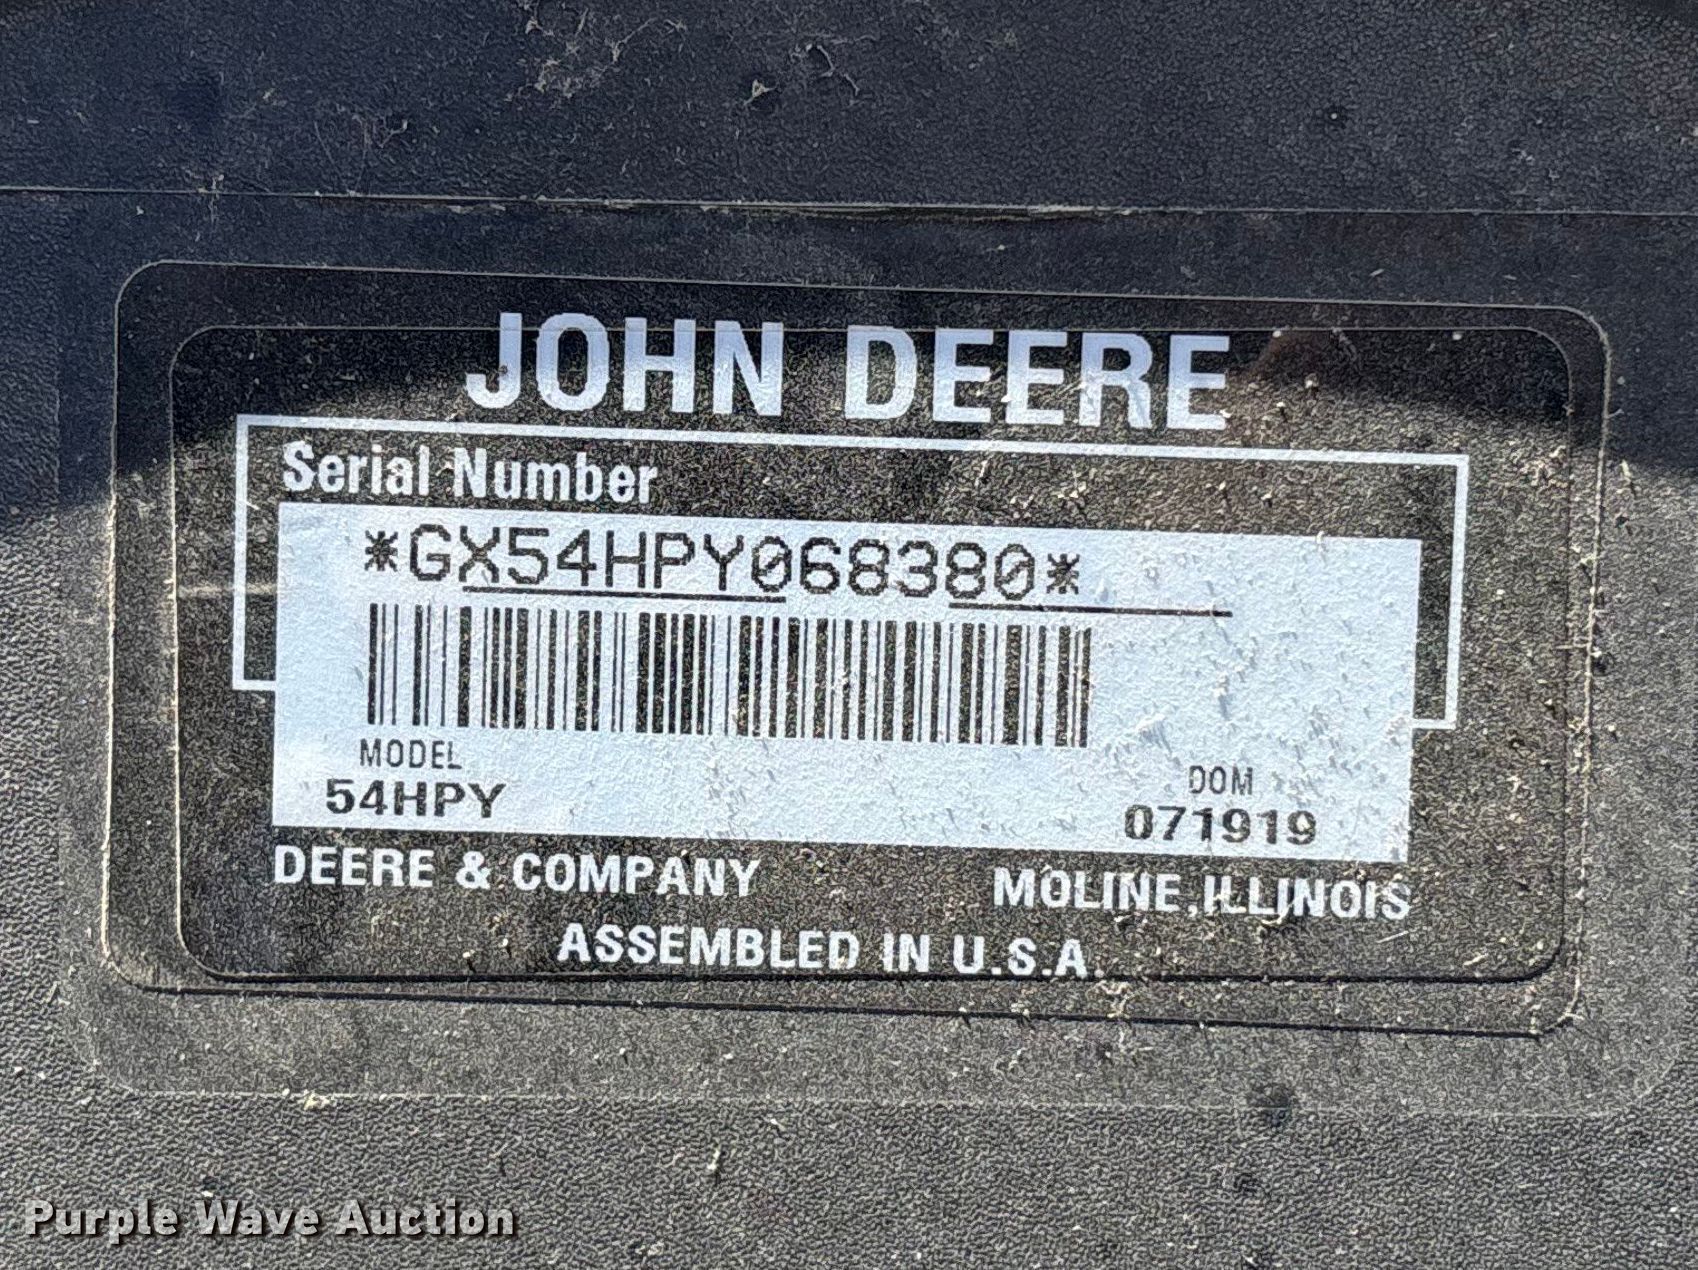 JOHN DEERE
Serial Number
*GX54HPY068380*
MODEL
54HPY
DOM
071919
DEERE & COMPANY
MOLINE, ILLINOIS
ASSEMBLED IN U.S.A.
Purple Wave Auction